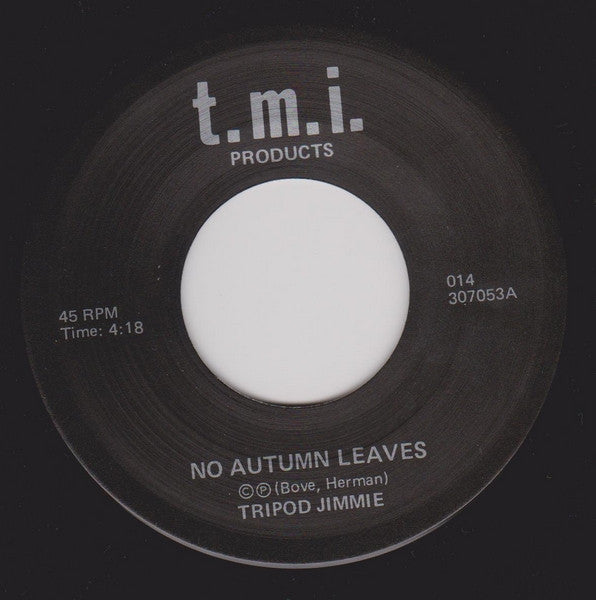 t.m.i.
PRODUCTS
45 RPM
Time: 4:18
014
307053A
NO AUTUMN LEAVES
©℗(Bove, Herman)
TRIPOD JIMMIE